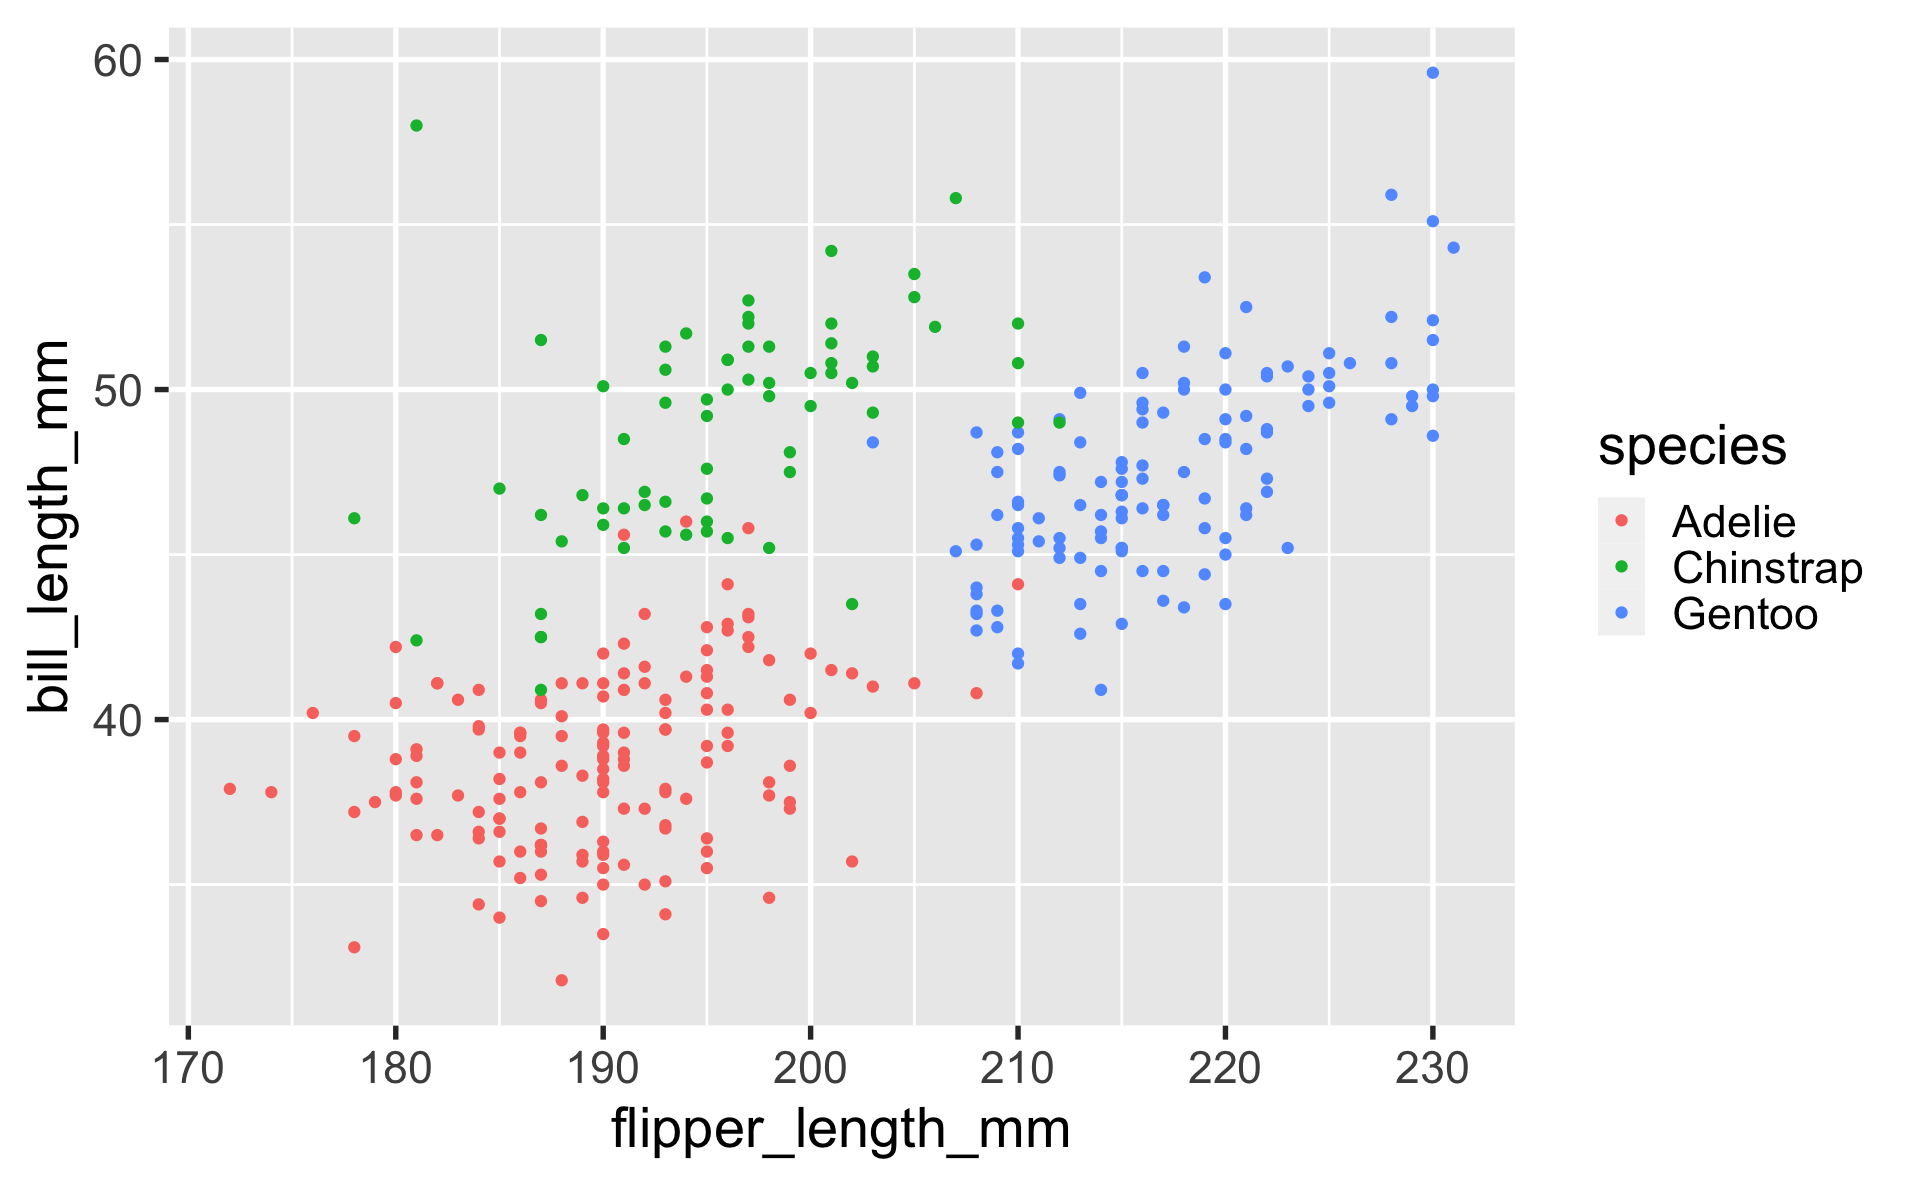 60
50
40
bill_length_mm
170 180 190 200 210 220 230
flipper_length_mm
species
Adelie
Chinstrap
Gentoo